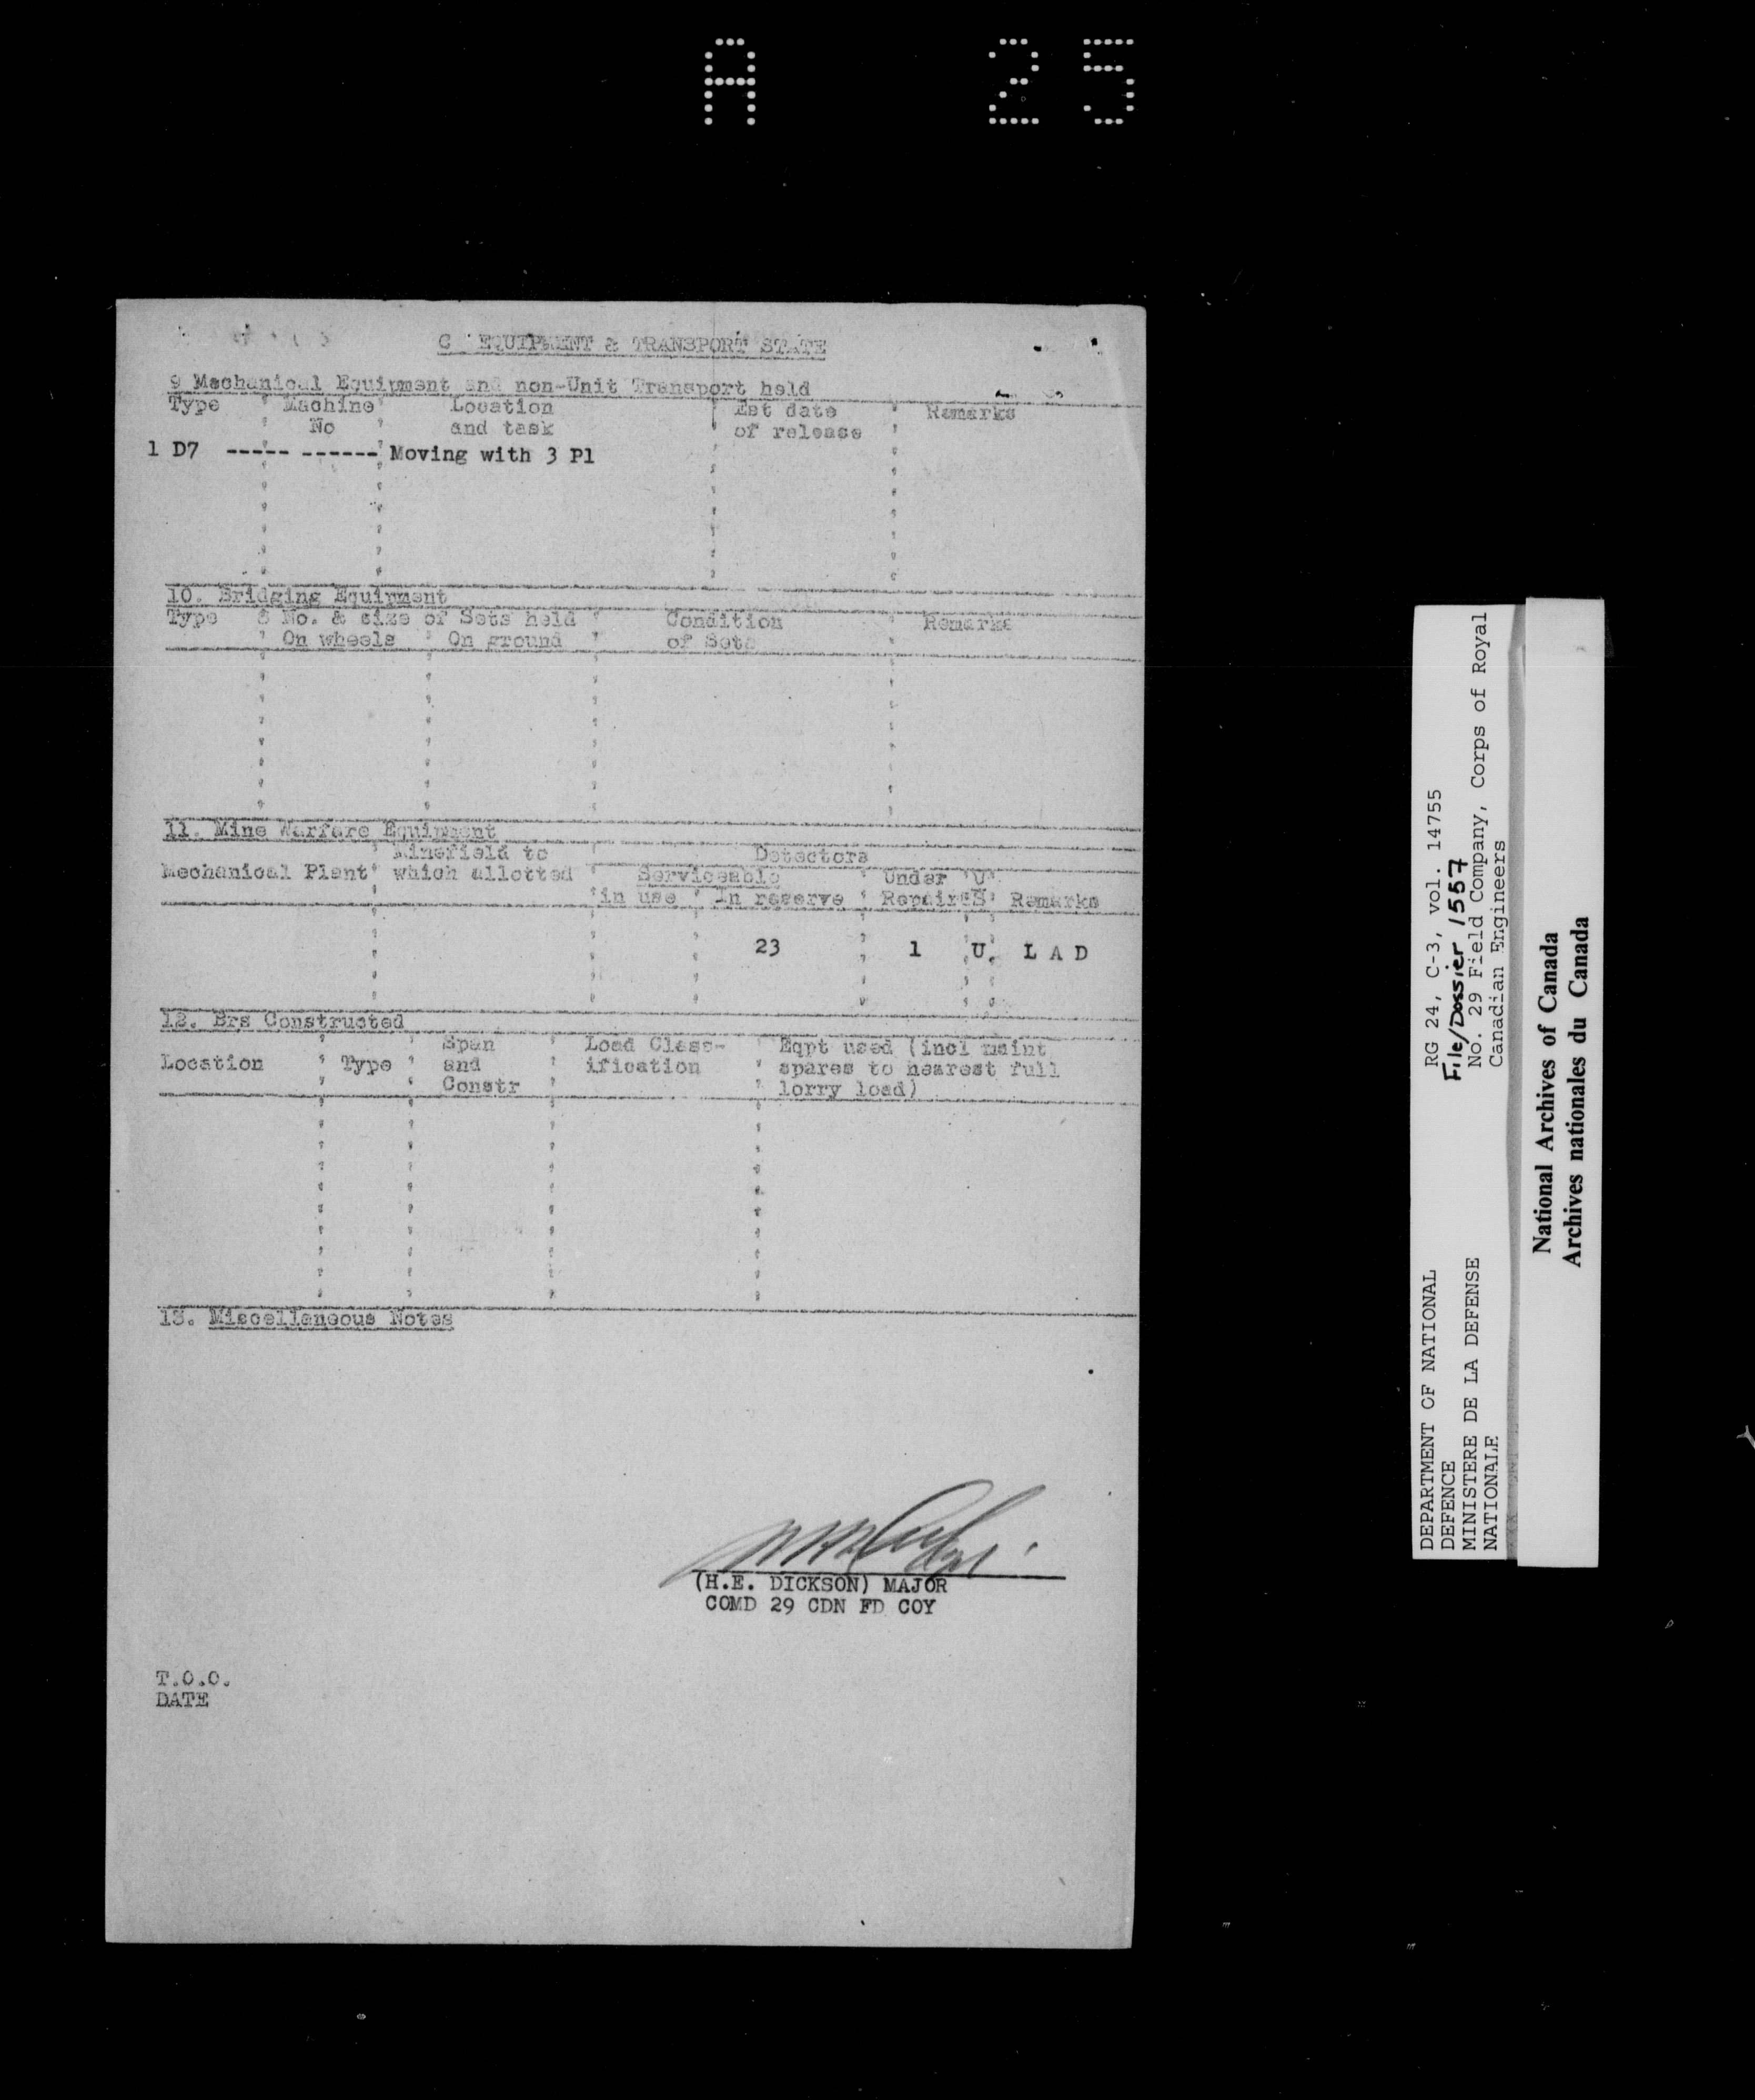 A 25
C EQUIPMENT & TRANSPORT STATE
9 Mechanical Equipment and non-Unit Transport held
Type Machine No Location and task Est date of release Remarks
1 D7 ----- ------ Moving with 3 Pl
10. Bridging Equipment
Type & No. & size of Sets held Condition of Sets Remarks
On wheels On ground
11. Mine Warfare Equipment
Mechanical Plant Minefield to which allotted Detectors
Serviceable Under Repair U S Remarks
in use In reserve
23 1 U. L A D
12. Brs Constructed
Location Type Span and Constr Load Class-ification Eqpt used (incl maint spares to nearest full lorry load)
13. Miscellaneous Notes
(H.E. DICKSON) MAJOR
COMD 29 CDN FD COY
T.O.O.
DATE
DEPARTMENT OF NATIONAL
DEFENCE
MINISTERE DE LA DEFENSE
NATIONALE
RG 24, C-3, vol. 14755
File/Dossier 1557
No. 29 Field Company, Corps of Royal
Canadian Engineers
National Archives of Canada
Archives nationales du Canada